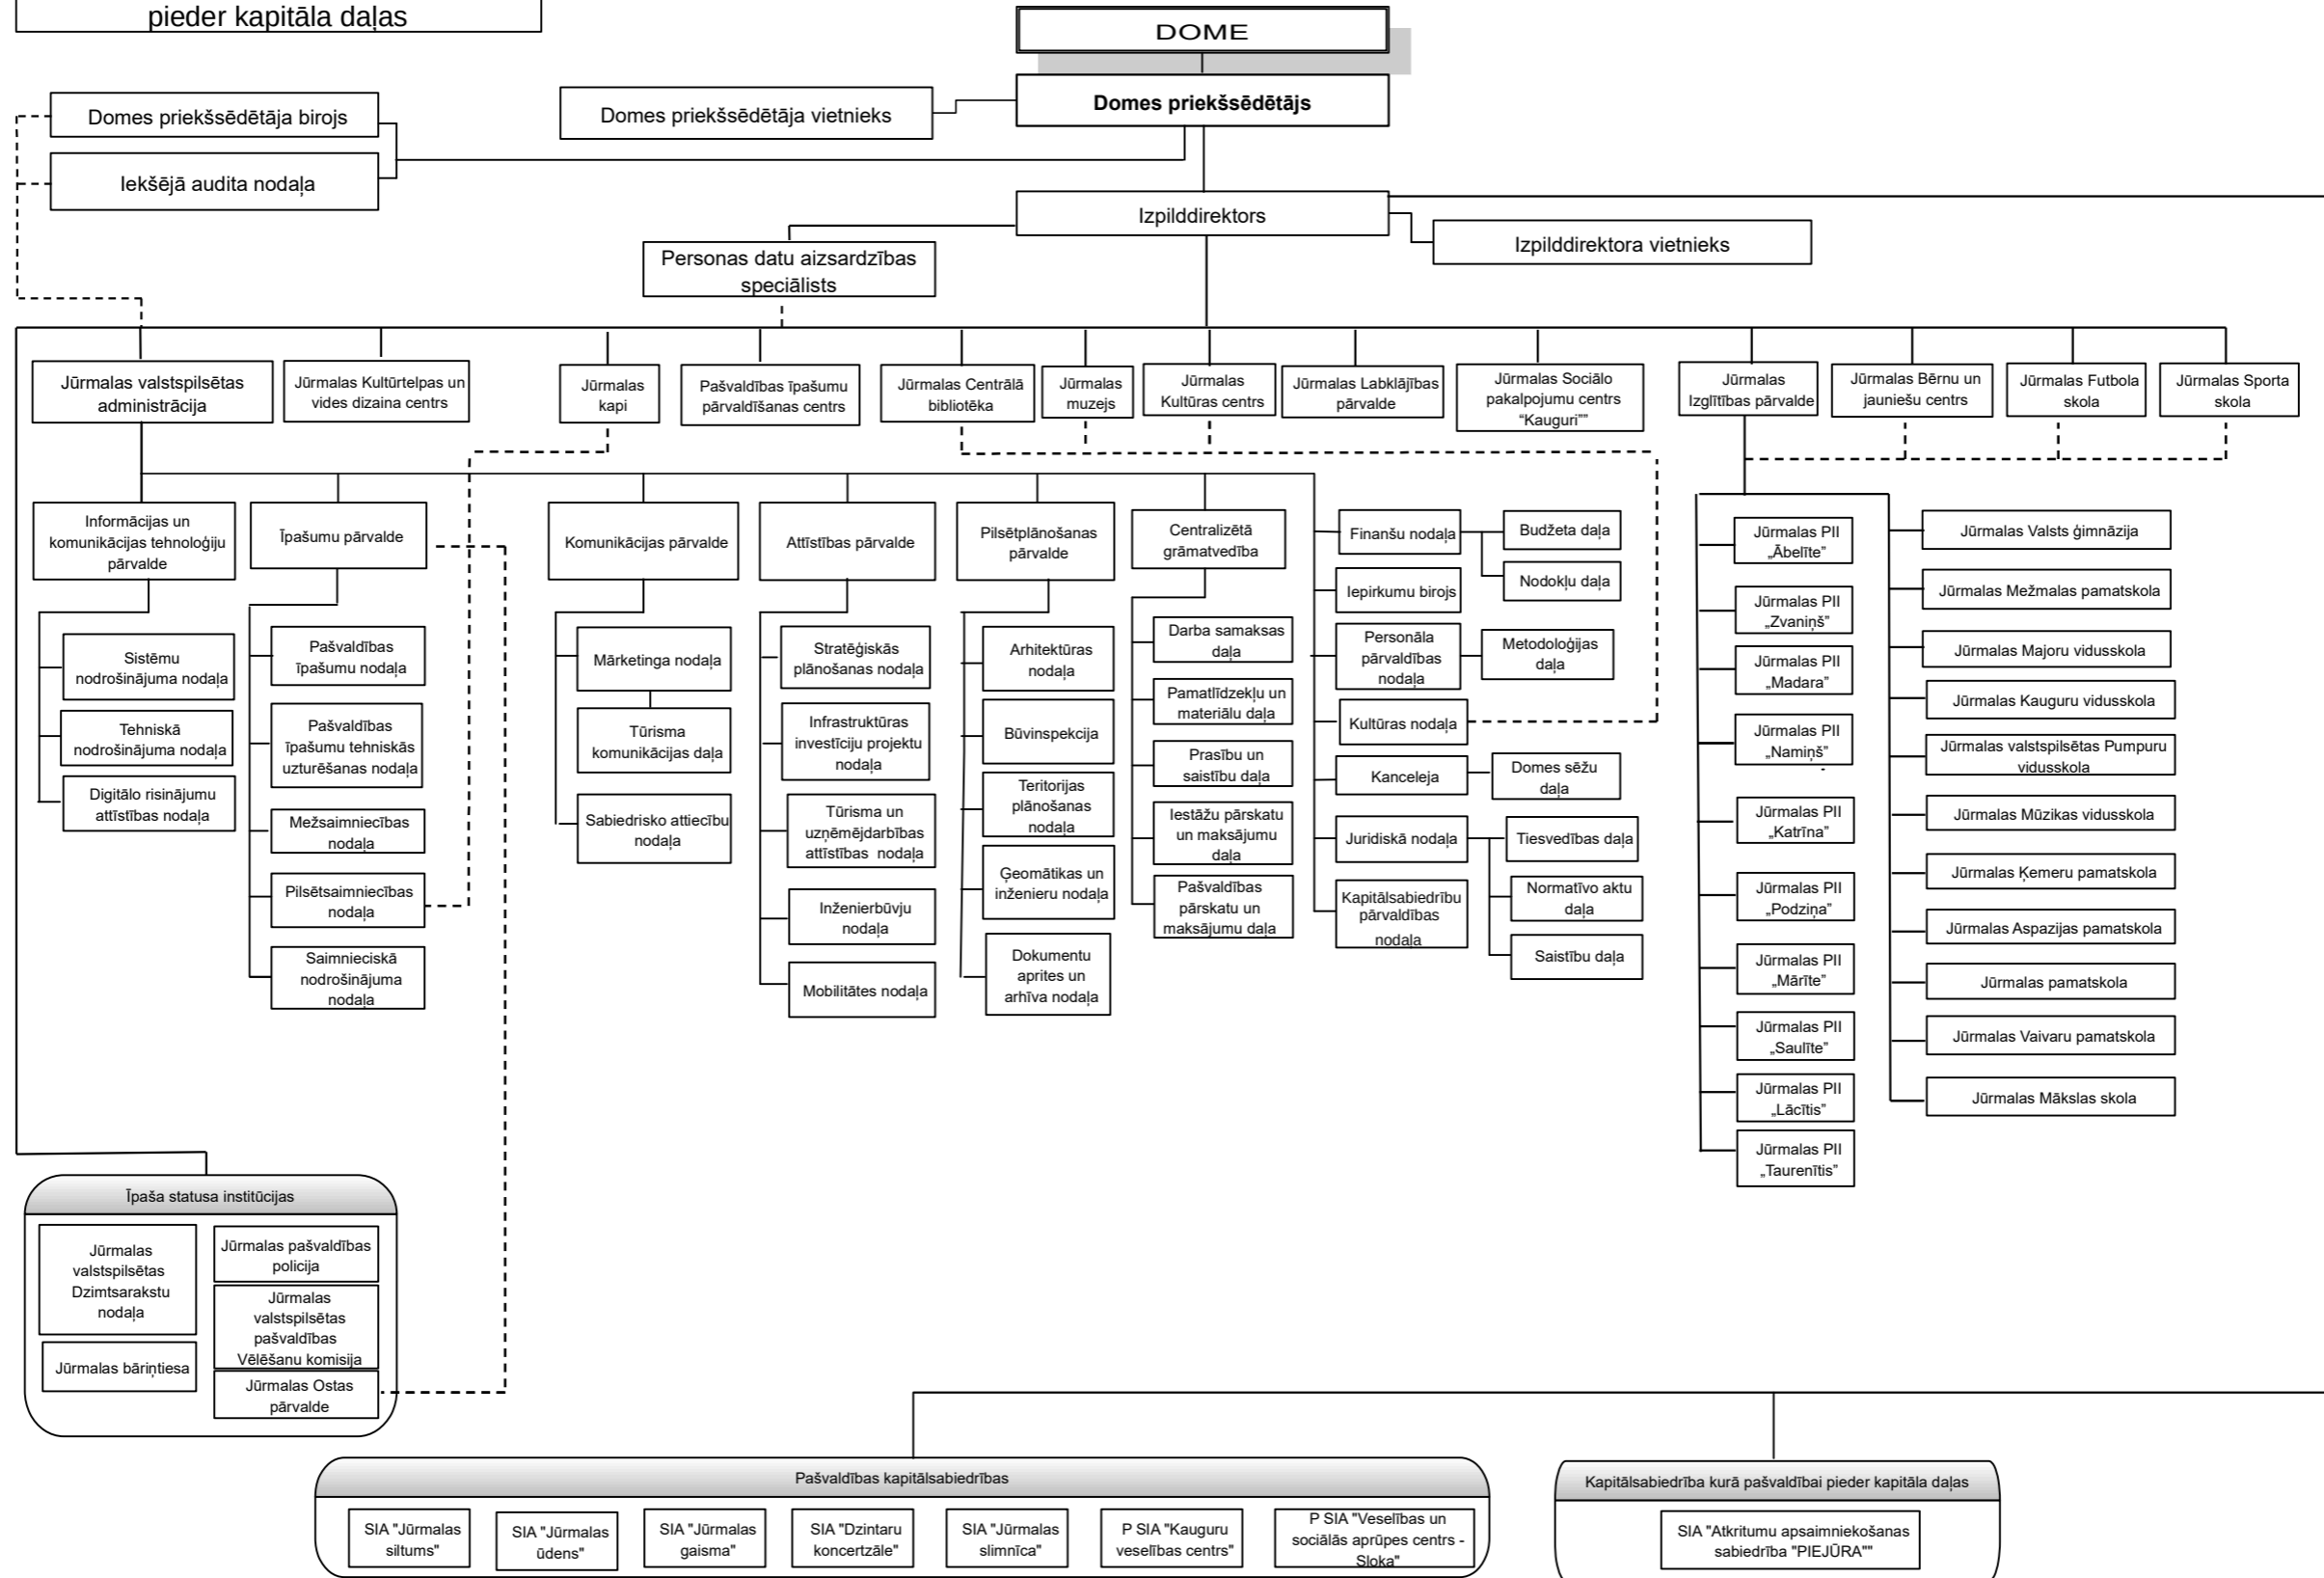 pieder kapitāla daļas
DOME
Domes priekšsēdētājs
Domes priekšsēdētāja birojs
Domes priekšsēdētāja vietnieks
Iekšējā audita nodaļa
Izpilddirektors
Izpilddirektora vietnieks
Personas datu aizsardzības
speciālists
Jūrmalas valstspilsētas
administrācija
Jūrmalas Kultūrtelpas un
vides dizaina centrs
Jūrmalas
kapi
Pašvaldības īpašumu
pārvaldīšanas centrs
Jūrmalas Centrālā
bibliotēka
Jūrmalas
muzejs
Jūrmalas
Kultūras centrs
Jūrmalas Labklājības
pārvalde
Jūrmalas Sociālo
pakalpojumu centrs
“Kauguri””
Jūrmalas
Izglītības pārvalde
Jūrmalas Bērnu un
jauniešu centrs
Jūrmalas Futbola
skola
Jūrmalas Sporta
skola
Informācijas un
komunikācijas tehnoloģiju
pārvalde
Sistēmu
nodrošinājuma nodaļa
Tehniskā
nodrošinājuma nodaļa
Digitālo risinājumu
attīstības nodaļa
Īpašumu pārvalde
Pašvaldības
īpašumu nodaļa
Pašvaldības
īpašumu tehniskās
uzturēšanas nodaļa
Mežsaimniecības
nodaļa
Pilsētsaimniecības
nodaļa
Saimnieciskā
nodrošinājuma
nodaļa
Komunikācijas pārvalde
Mārketinga nodaļa
Tūrisma
komunikācijas daļa
Sabiedrisko attiecību
nodaļa
Attīstības pārvalde
Stratēģiskās
plānošanas nodaļa
Infrastruktūras
investīciju projektu
nodaļa
Tūrisma un
uzņēmējdarbības
attīstības nodaļa
Inženierbūvju
nodaļa
Mobilitātes nodaļa
Pilsētplānošanas
pārvalde
Arhitektūras
nodaļa
Būvinspekcija
Teritorijas
plānošanas
nodaļa
Ģeomātikas un
inženieru nodaļa
Dokumentu
aprites un
arhīva nodaļa
Centralizētā
grāmatvedība
Darba samaksas
daļa
Pamatlīdzekļu un
materiālu daļa
Prasību un
saistību daļa
Iestāžu pārskatu
un maksājumu
daļa
Pašvaldības
pārskatu un
maksājumu daļa
Finanšu nodaļa
Budžeta daļa
Nodokļu daļa
Iepirkumu birojs
Personāla
pārvaldības
nodaļa
Metodoloģijas
daļa
Kultūras nodaļa
Kanceleja
Domes sēžu
daļa
Juridiskā nodaļa
Tiesvedības daļa
Normatīvo aktu
daļa
Saistību daļa
Kapitālsabiedrību
pārvaldības
nodaļa
Jūrmalas PII
„Ābelīte”
Jūrmalas PII
„Zvaniņš”
Jūrmalas PII
„Madara”
Jūrmalas PII
„Namiņš”
-
Jūrmalas PII
„Katrīna”
Jūrmalas PII
„Podziņa”
Jūrmalas PII
„Mārīte”
Jūrmalas PII
„Saulīte”
Jūrmalas PII
„Lācītis”
Jūrmalas PII
„Taurenītis”
Jūrmalas Valsts ģimnāzija
Jūrmalas Mežmalas pamatskola
Jūrmalas Majoru vidusskola
Jūrmalas Kauguru vidusskola
Jūrmalas valstspilsētas Pumpuru
vidusskola
Jūrmalas Mūzikas vidusskola
Jūrmalas Ķemeru pamatskola
Jūrmalas Aspazijas pamatskola
Jūrmalas pamatskola
Jūrmalas Vaivaru pamatskola
Jūrmalas Mākslas skola
Īpaša statusa institūcijas
Jūrmalas
valstspilsētas
Dzimtsarakstu
nodaļa
Jūrmalas bāriņtiesa
Jūrmalas pašvaldības
policija
Jūrmalas
valstspilsētas
pašvaldības
Vēlēšanu komisija
Jūrmalas Ostas
pārvalde
Pašvaldības kapitālsabiedrības
SIA "Jūrmalas
siltums"
SIA "Jūrmalas
ūdens"
SIA "Jūrmalas
gaisma"
SIA "Dzintaru
koncertzāle"
SIA "Jūrmalas
slimnīca"
P SIA "Kauguru
veselības centrs"
P SIA "Veselības un
sociālās aprūpes centrs -
Sloka"
Kapitālsabiedrība kurā pašvaldībai pieder kapitāla daļas
SIA "Atkritumu apsaimniekošanas
sabiedrība "PIEJŪRA""